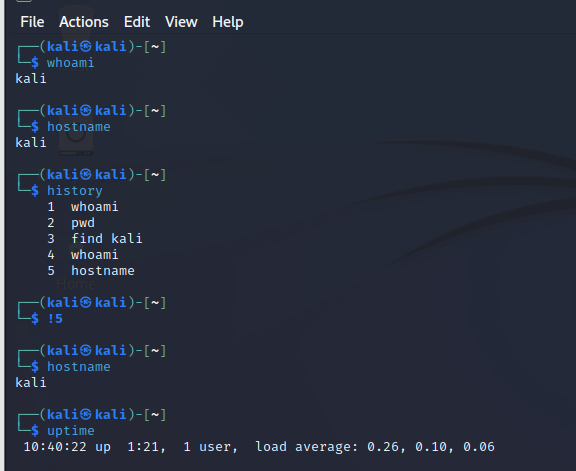 File Actions Edit View Help
┌──(kali㉿kali)-[~]
└─$ whoami
kali
┌──(kali㉿kali)-[~]
└─$ hostname
kali
┌──(kali㉿kali)-[~]
└─$ history
1 whoami
2 pwd
3 find kali
4 whoami
5 hostname
Home
┌──(kali㉿kali)-[~]
└─$ !5
┌──(kali㉿kali)-[~]
└─$ hostname
kali
┌──(kali㉿kali)-[~]
└─$ uptime
10:40:22 up 1:21, 1 user, load average: 0.26, 0.10, 0.06